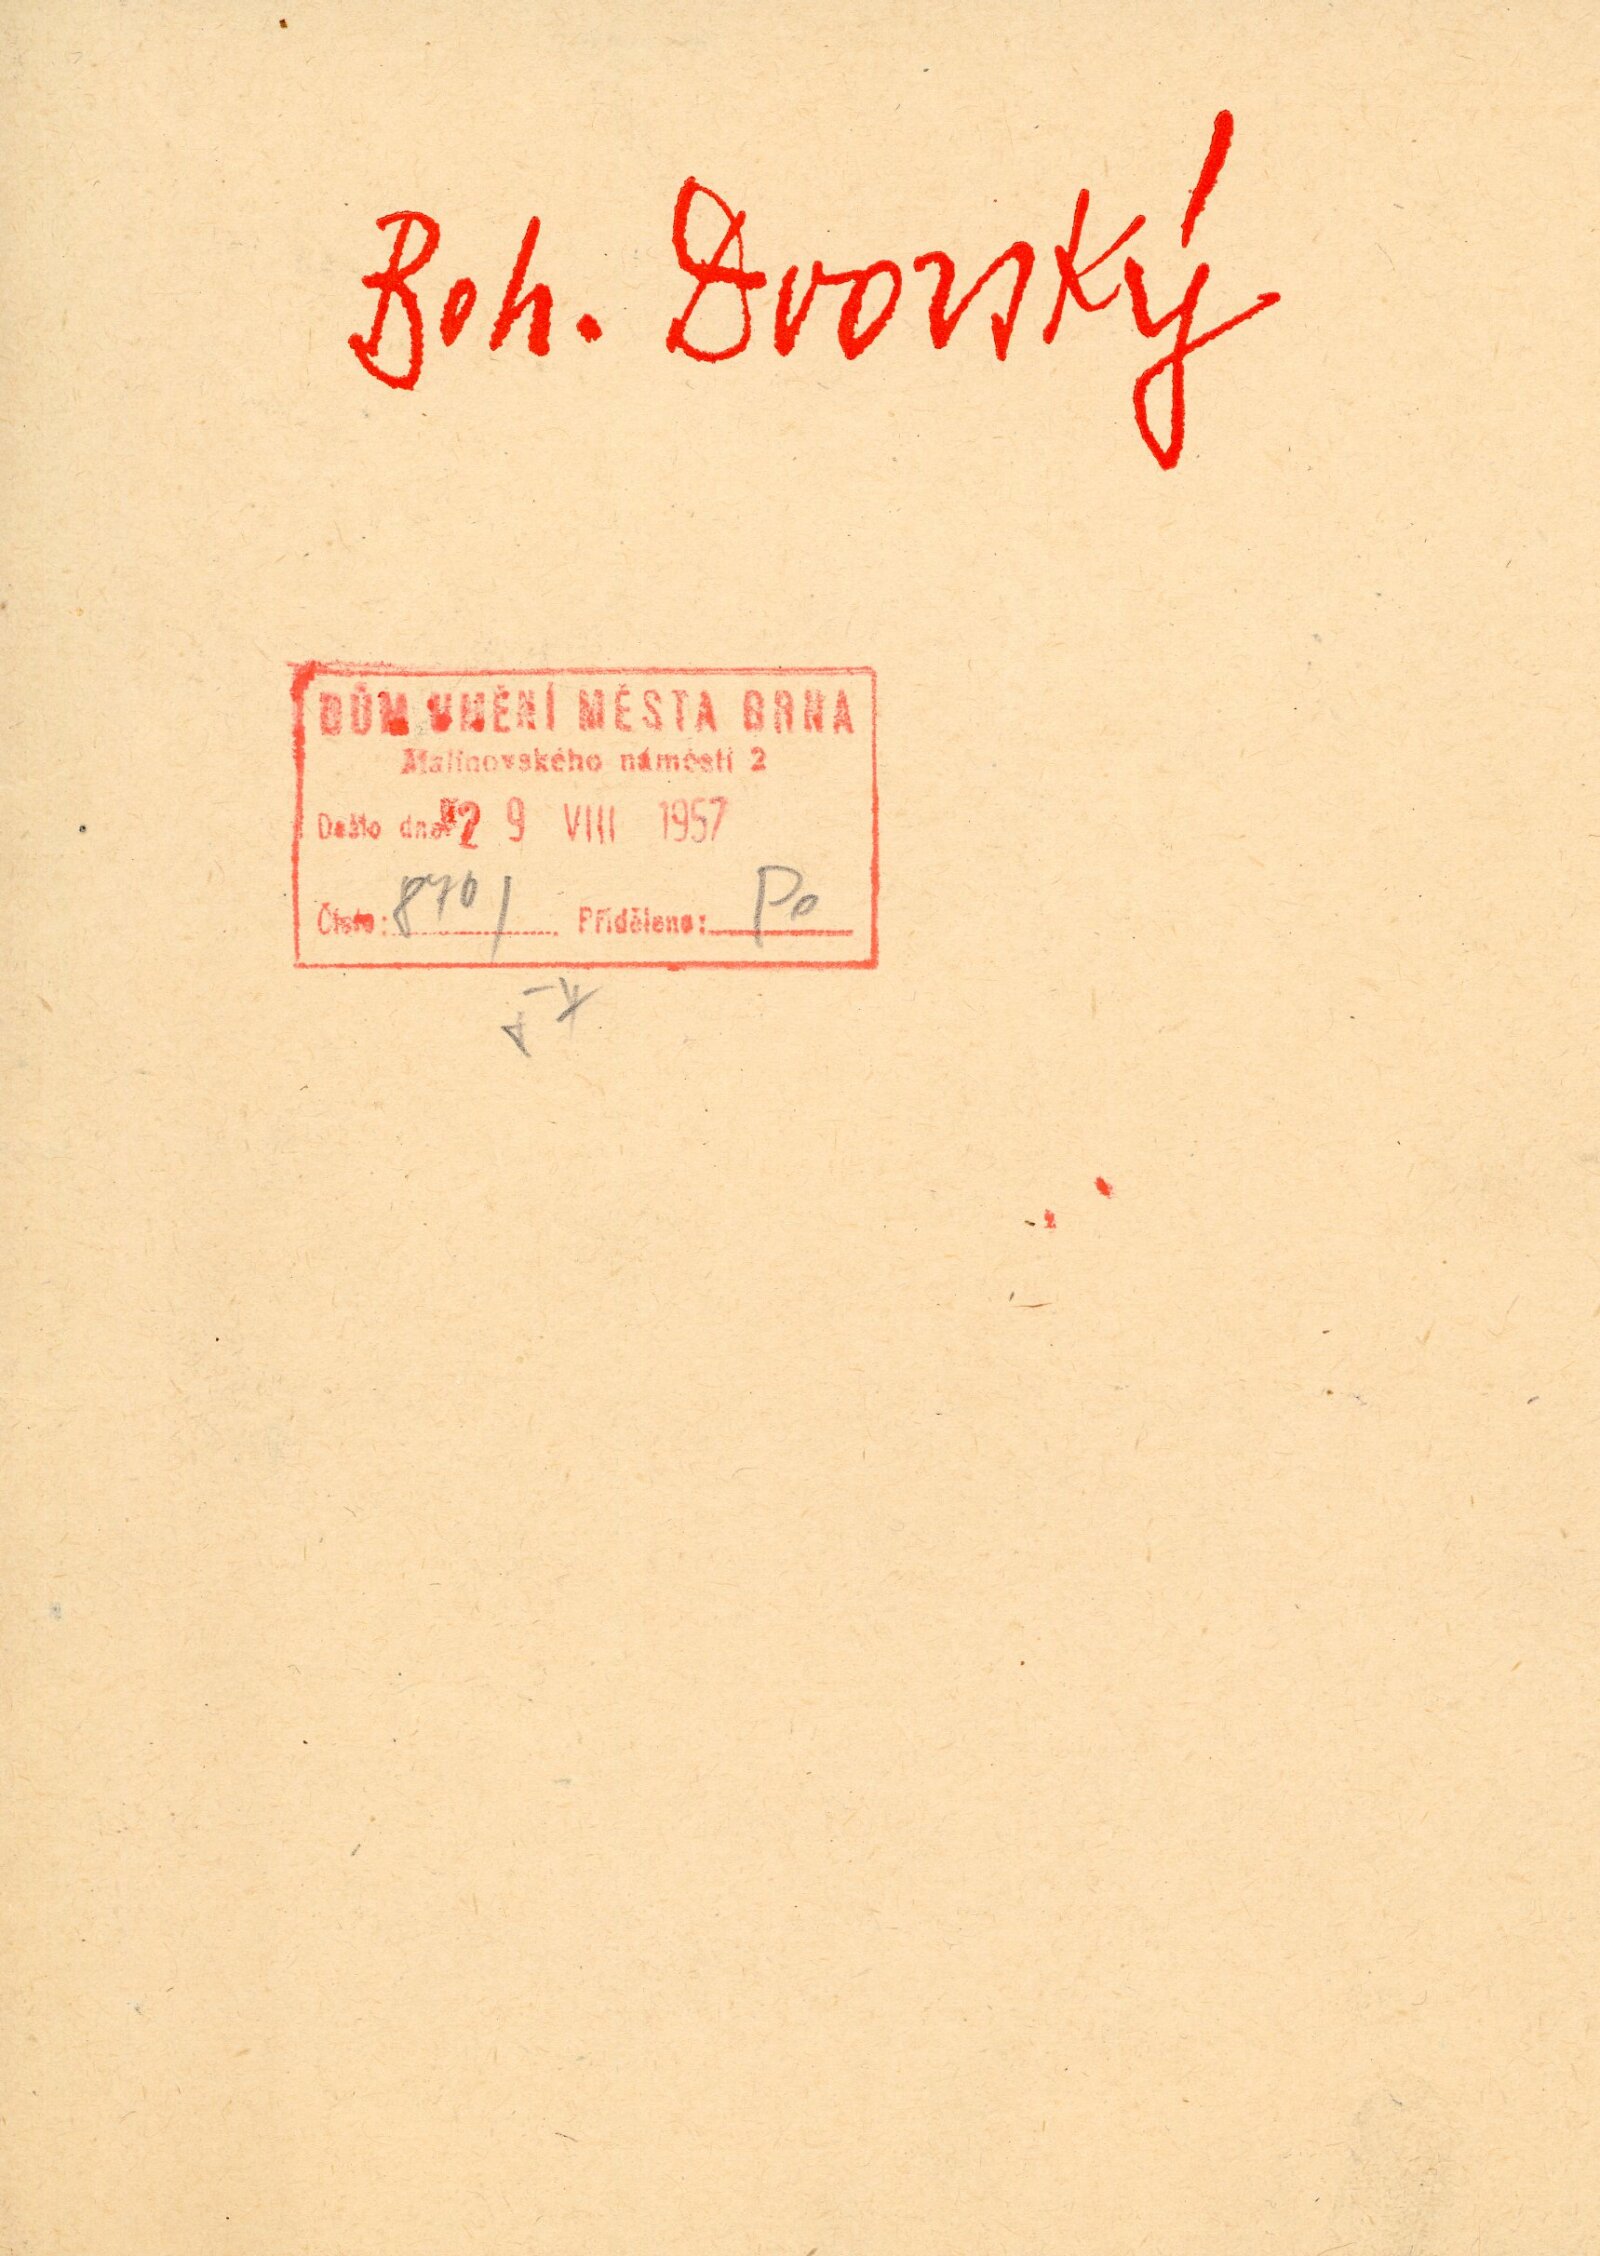 Boh. Dvorský
DŮM UMĚNÍ MĚSTA BRNA
Malinovského náměstí 2
Došlo dne: 29 VIII 1957
Číslo: 870/ Přiděleno: Po